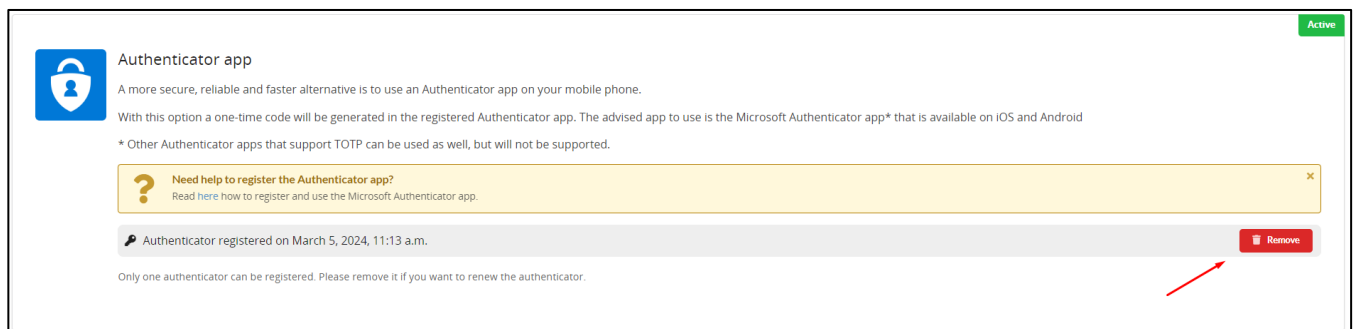 Active
Authenticator app
A more secure, reliable and faster alternative is to use an Authenticator app on your mobile phone.
With this option a one-time code will be generated in the registered Authenticator app. The advised app to use is the Microsoft Authenticator app* that is available on iOS and Android
* Other Authenticator apps that support TOTP can be used as well, but will not be supported.
Need help to register the Authenticator app?
Read here how to register and use the Microsoft Authenticator app.
Authenticator registered on March 5, 2024, 11:13 a.m.
Remove
Only one authenticator can be registered. Please remove it if you want to renew the authenticator.